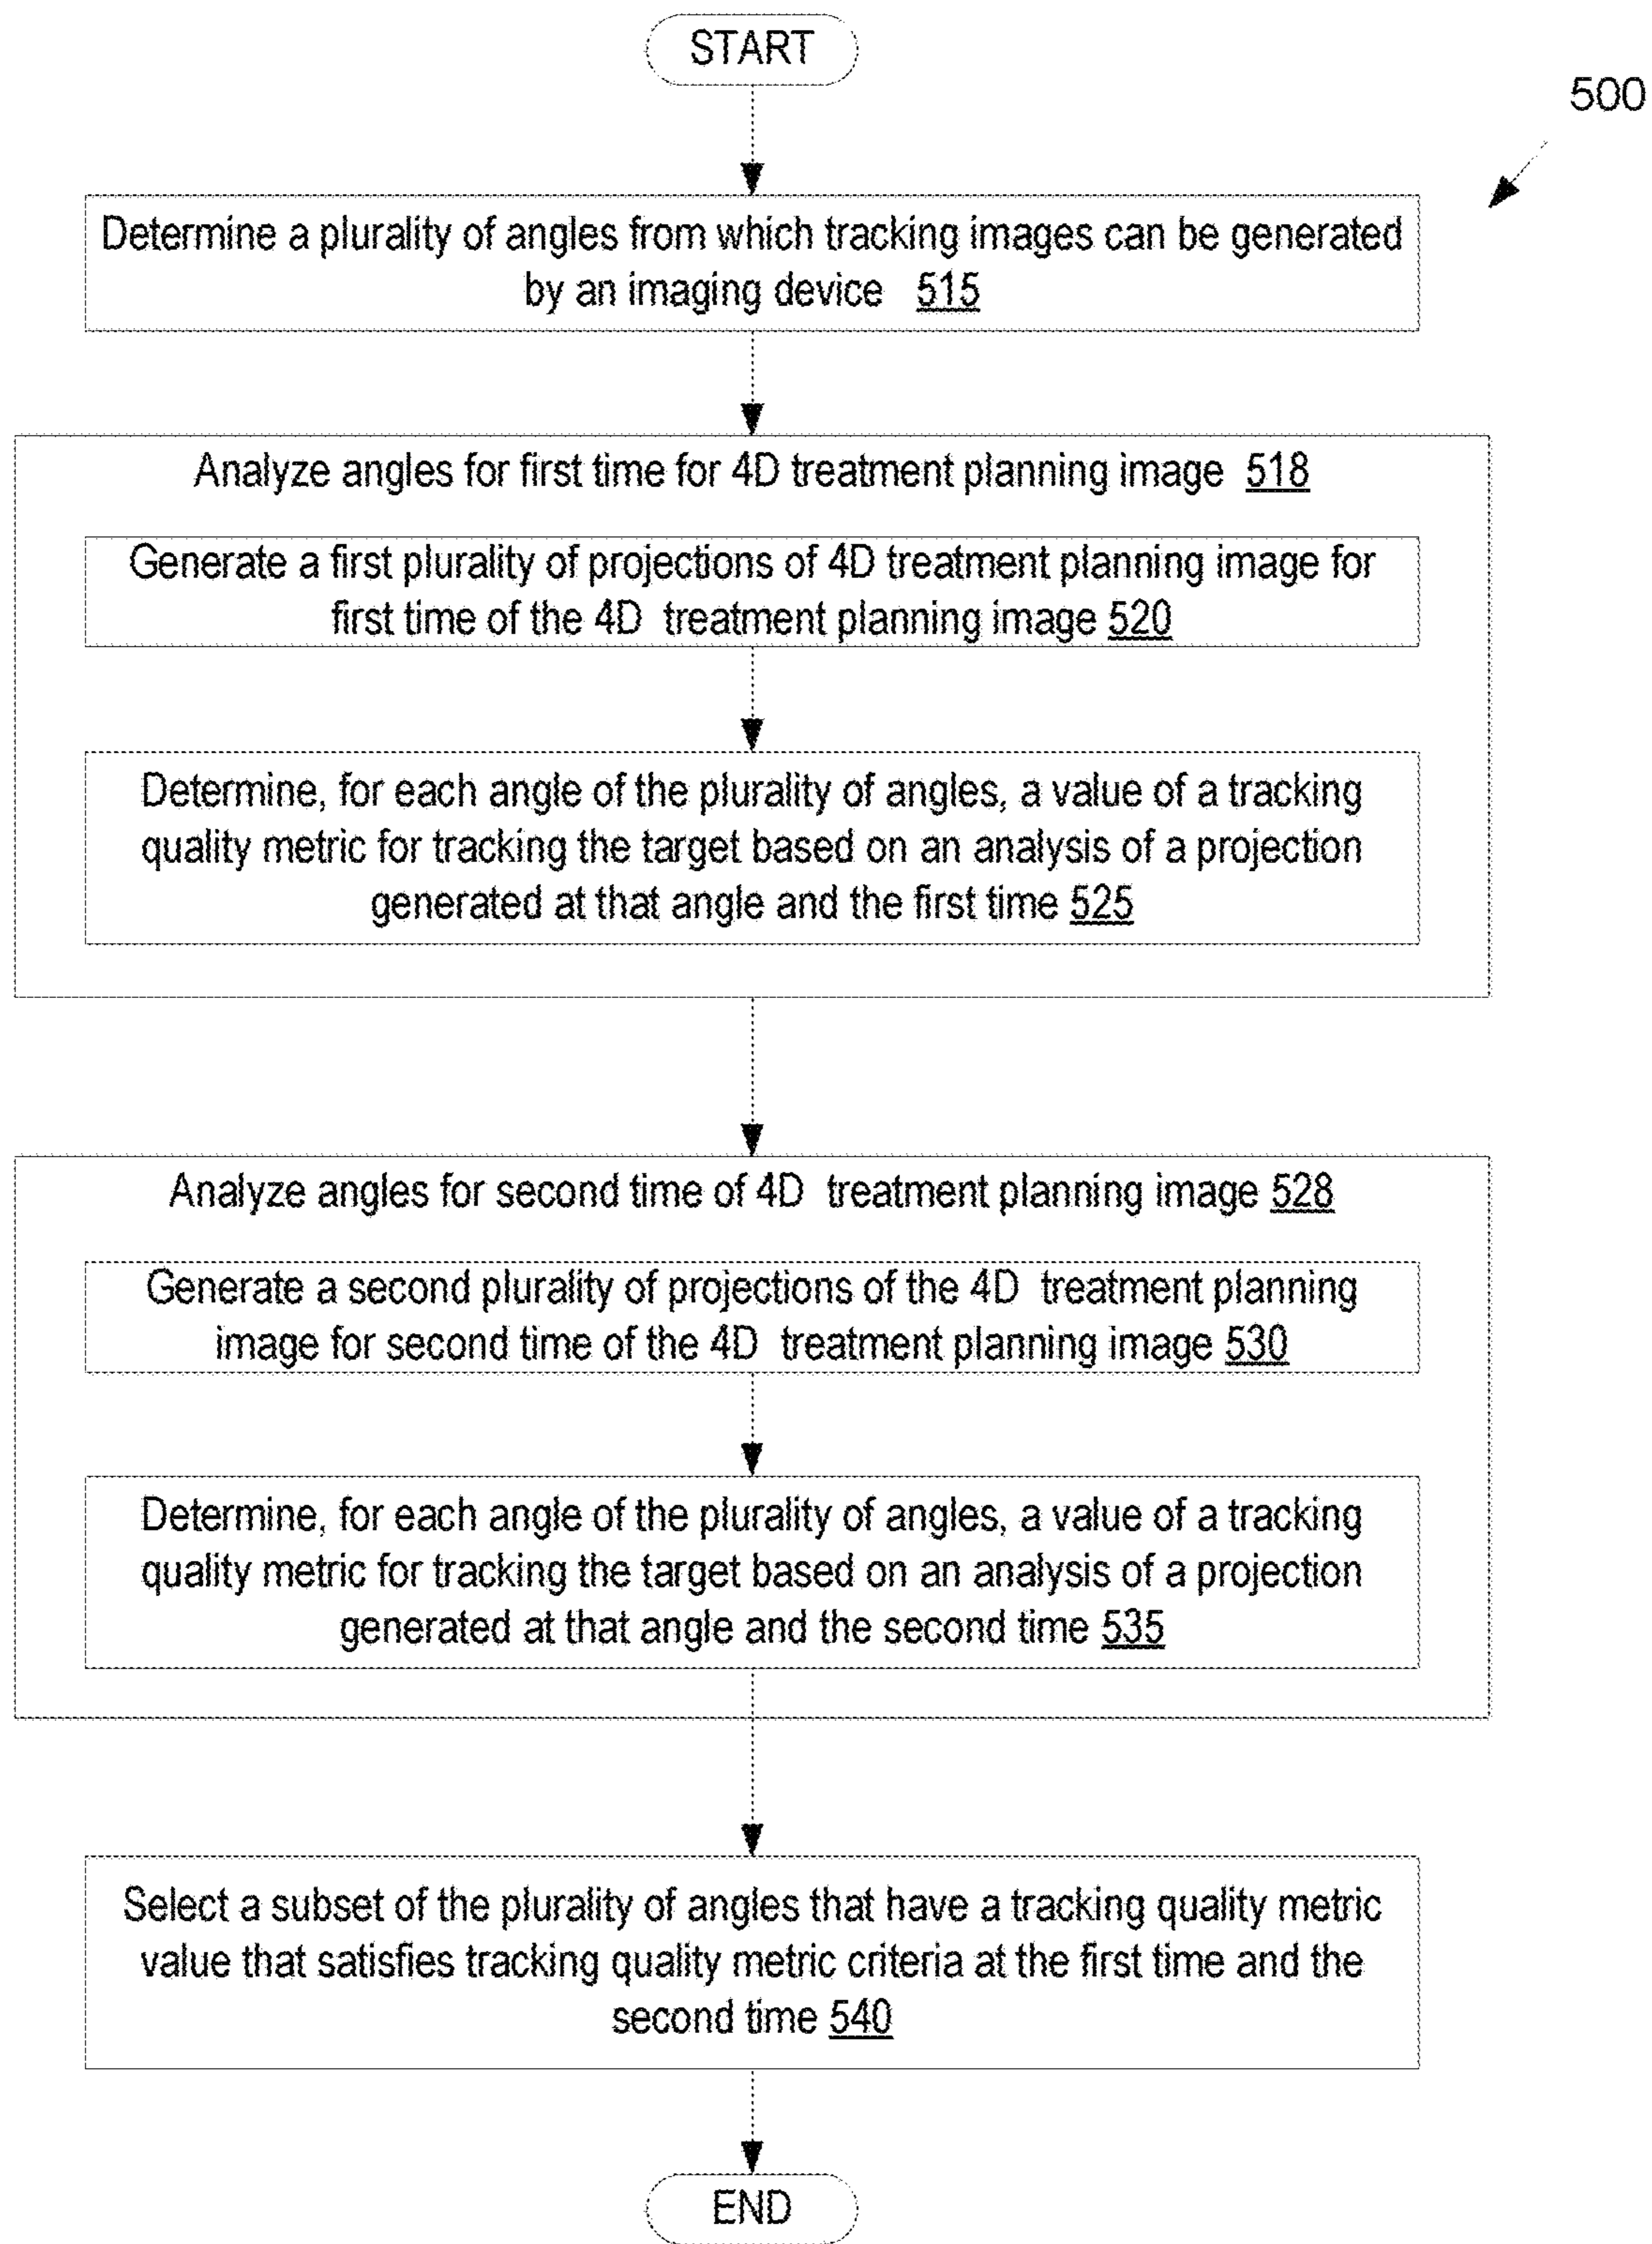 START
500
Determine a plurality of angles from which tracking images can be generated
by an imaging device 515
Analyze angles for first time for 4D treatment planning image 518
Generate a first plurality of projections of 4D treatment planning image for
first time of the 4D treatment planning image 520
Determine, for each angle of the plurality of angles, a value of a tracking
quality metric for tracking the target based on an analysis of a projection
generated at that angle and the first time 525
Analyze angles for second time of 4D treatment planning image 528
Generate a second plurality of projections of the 4D treatment planning
image for second time of the 4D treatment planning image 530
Determine, for each angle of the plurality of angles, a value of a tracking
quality metric for tracking the target based on an analysis of a projection
generated at that angle and the second time 535
Select a subset of the plurality of angles that have a tracking quality metric
value that satisfies tracking quality metric criteria at the first time and the
second time 540
END